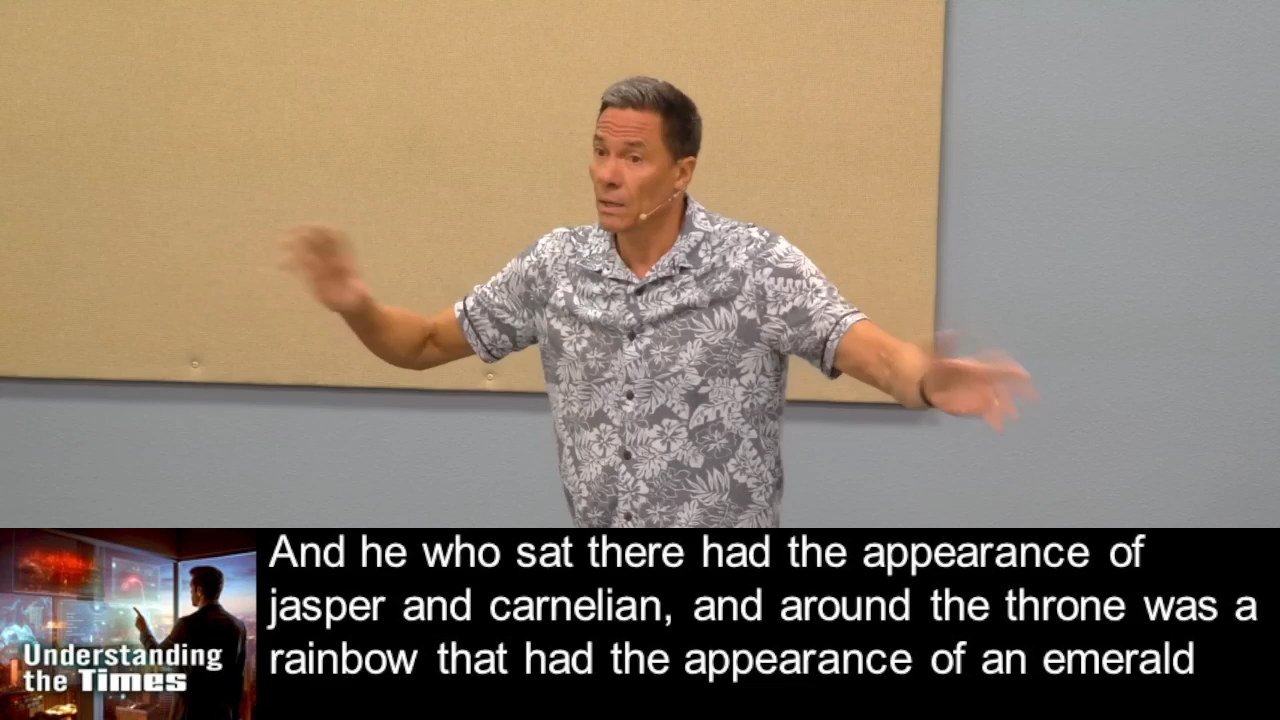 And he who sat there had the appearance of
jasper and carnelian, and around the throne was a
rainbow that had the appearance of an emerald
Understanding
the Times